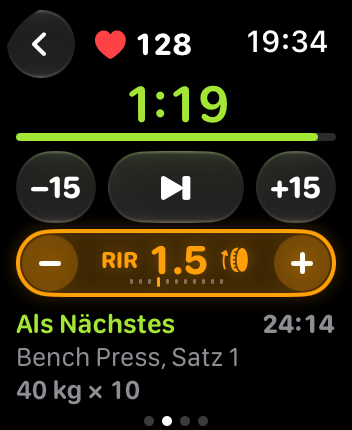 128 19:34
1:19
−15 +15
− RIR 1.5 +
Als Nächstes 24:14
Bench Press, Satz 1
40 kg × 10